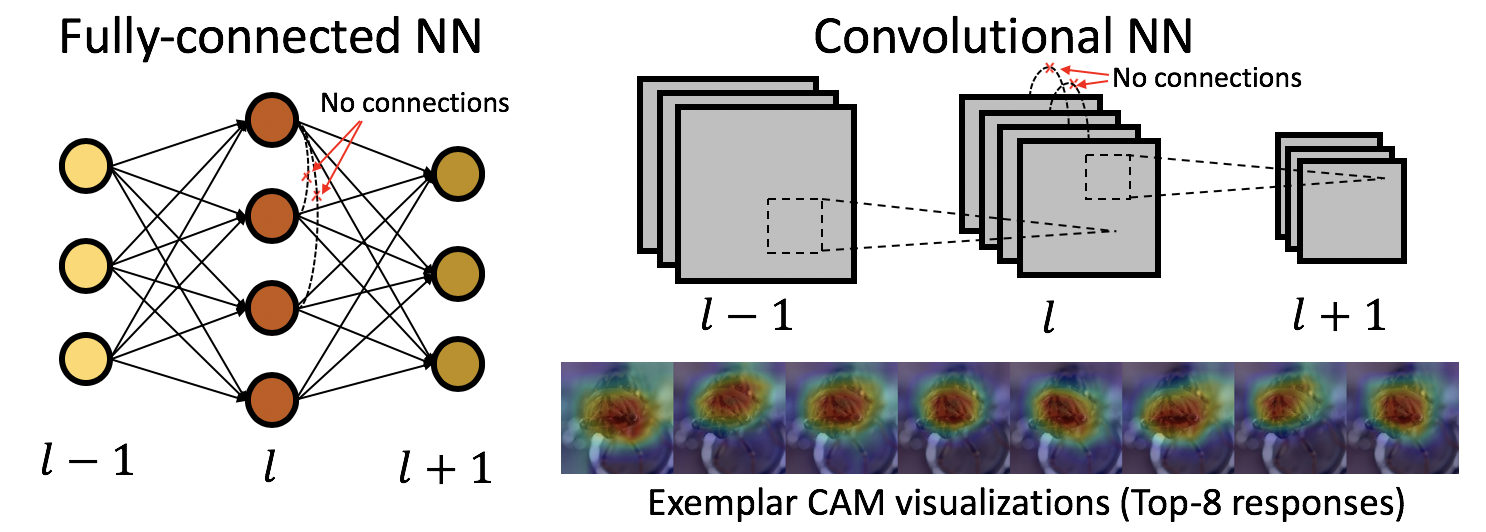 Fully-connected NN
No connections
l − 1
l
l + 1
Convolutional NN
No connections
l − 1
l
l + 1
Exemplar CAM visualizations (Top-8 responses)